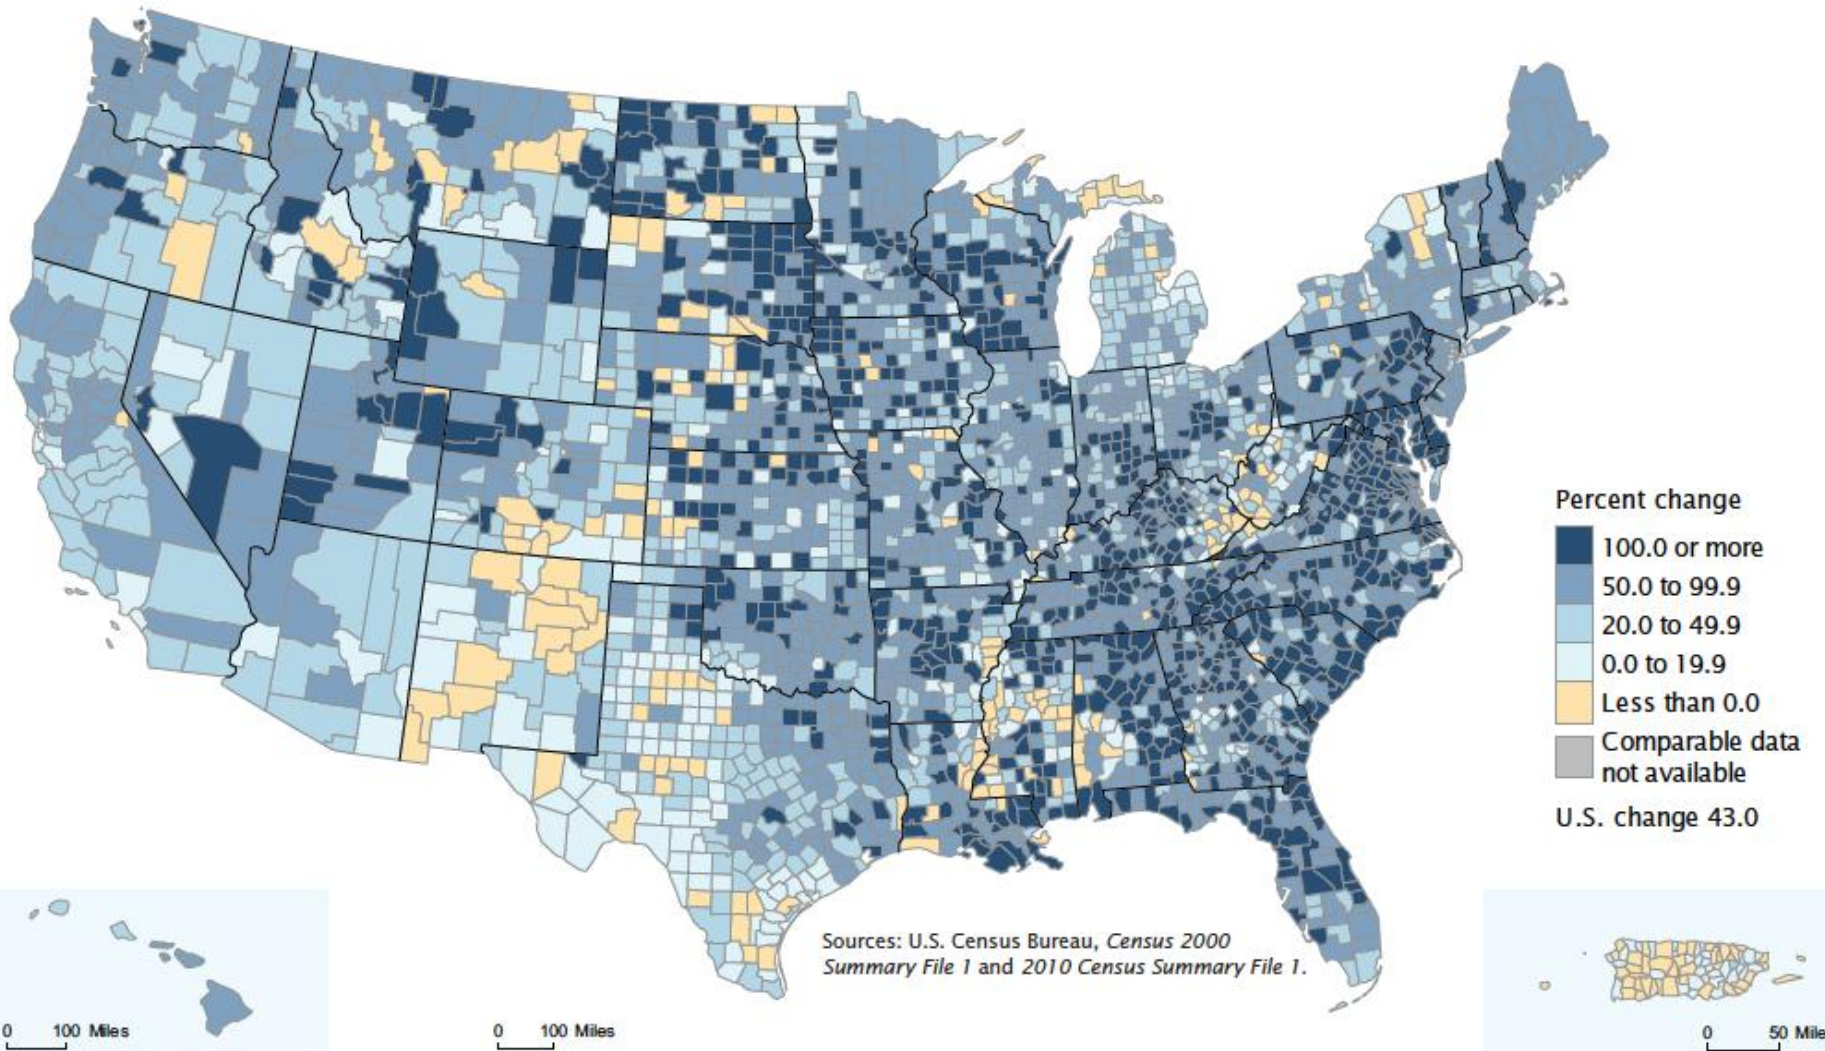 Percent change
100.0 or more
50.0 to 99.9
20.0 to 49.9
0.0 to 19.9
Less than 0.0
Comparable data
not available
U.S. change 43.0
Sources: U.S. Census Bureau, Census 2000
Summary File 1 and 2010 Census Summary File 1.
0 100 Miles
0 100 Miles
0 50 Mile